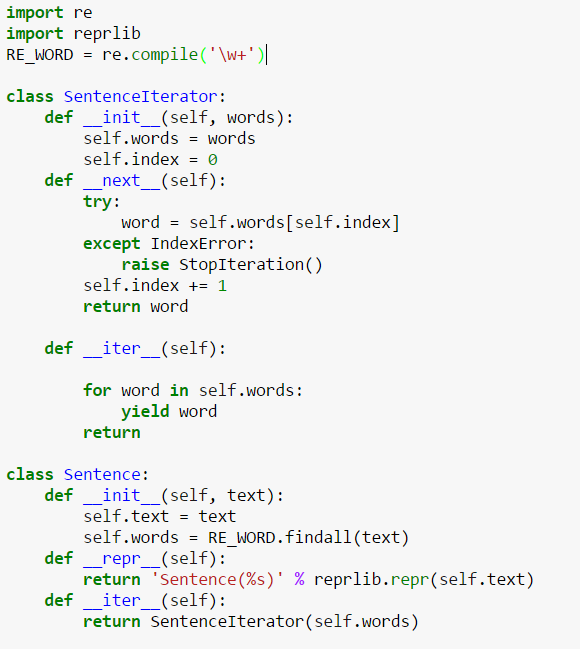 import re
import reprlib
RE_WORD = re.compile('\w+')
class SentenceIterator:
    def __init__(self, words):
        self.words = words
        self.index = 0
    def __next__(self):
        try:
            word = self.words[self.index]
        except IndexError:
            raise StopIteration()
        self.index += 1
        return word
    def __iter__(self):
        for word in self.words:
            yield word
        return
class Sentence:
    def __init__(self, text):
        self.text = text
        self.words = RE_WORD.findall(text)
    def __repr__(self):
        return 'Sentence(%s)' % reprlib.repr(self.text)
    def __iter__(self):
        return SentenceIterator(self.words)